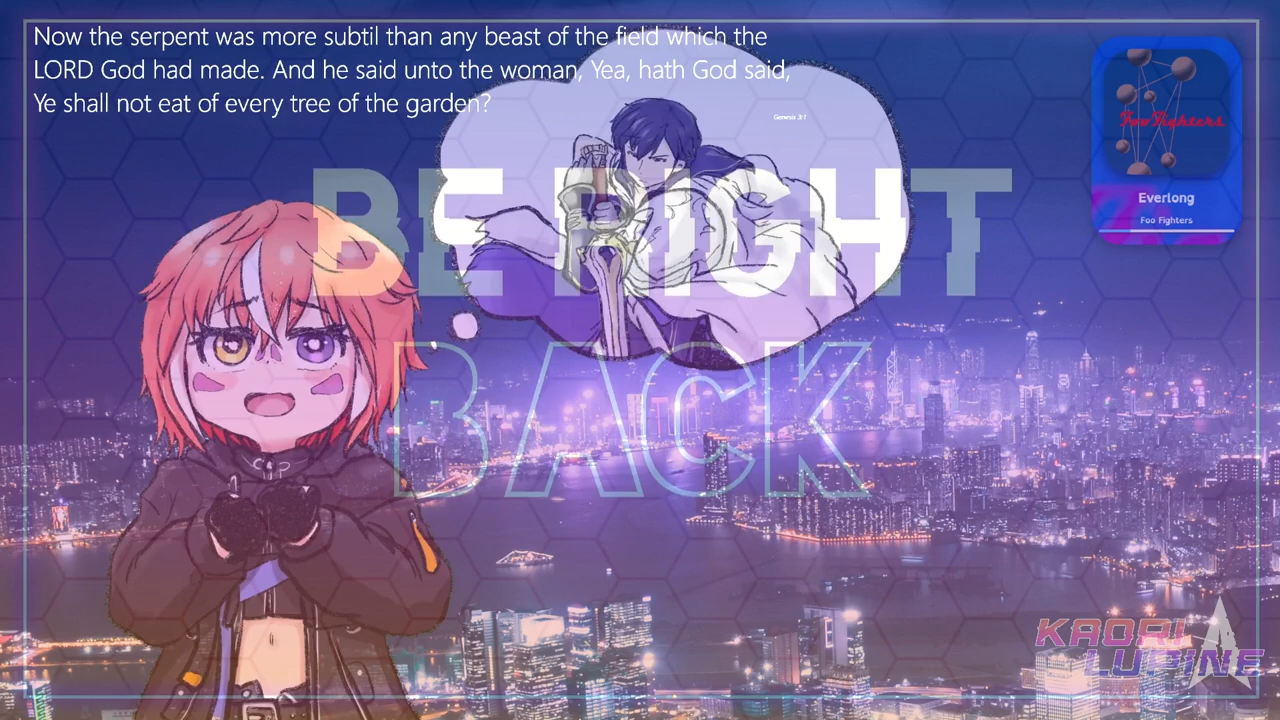 Now the serpent was more subtil than any beast of the field which the
LORD God had made. And he said unto the woman, Yea, hath God said,
Ye shall not eat of every tree of the garden?
Genesis 3:1
Foo Fighters
Everlong
Foo Fighters
BE RIGHT
BACK
KAORI
LUPINE